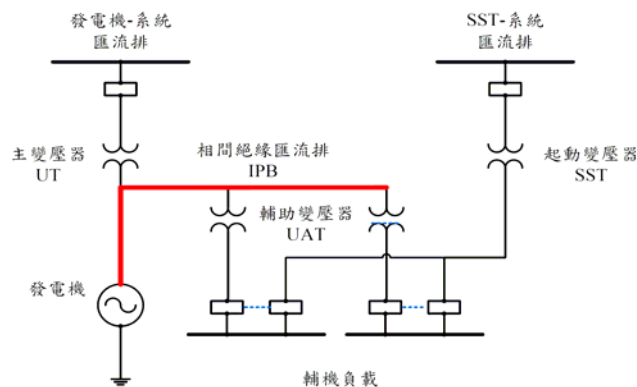 發電機-系統
匯流排
SST-系統
匯流排
主變壓器
UT
相間絕緣匯流排
IPB
起動變壓器
SST
輔助變壓器
UAT
發電機
輔機負載